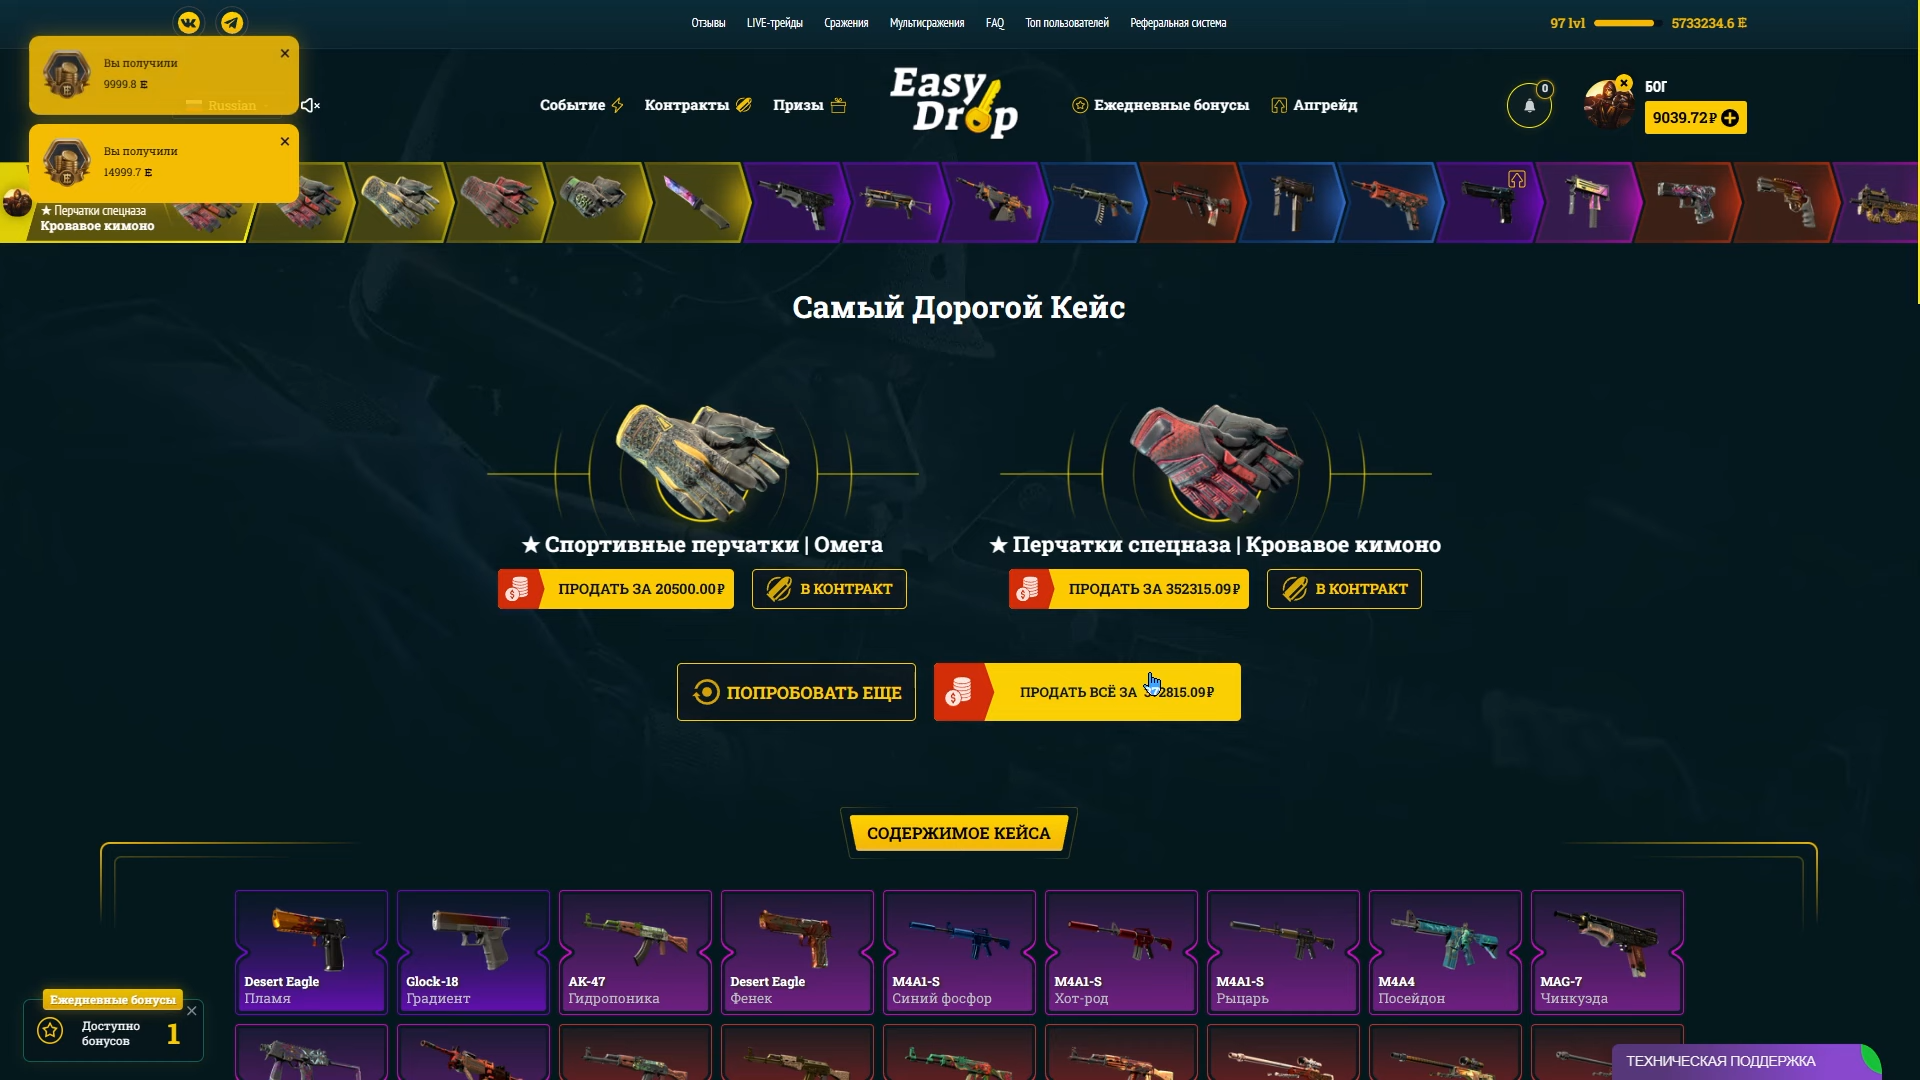 Отзывы
LIVE-трейды
Сражения
Мультисражения
FAQ
Топ пользователей
Реферальная система
97 lvl
5733234.6
Вы получили
9999.8
Russian
Вы получили
14999.7
Событие
Контракты
Призы
Easy
Drop
Ежедневные бонусы
Апгрейд
0
БОГ
9039.72₽
★ Перчатки спецназа
Кровавое кимоно
Самый Дорогой Кейс
★ Спортивные перчатки | Омега
★ Перчатки спецназа | Кровавое кимоно
ПРОДАТЬ ЗА 20500.00₽
В КОНТРАКТ
ПРОДАТЬ ЗА 352315.09₽
В КОНТРАКТ
ПОПРОБОВАТЬ ЕЩЕ
ПРОДАТЬ ВСЁ ЗА
СОДЕРЖИМОЕ КЕЙСА
Desert Eagle
Пламя
Glock-18
Градиент
AK-47
Гидропоника
Desert Eagle
Фенек
M4A1-S
Синий фосфор
M4A1-S
Хот-род
M4A1-S
Рыцарь
M4A4
Посейдон
MAG-7
Чинкуэда
Ежедневные бонусы
Доступно
бонусов
1
ТЕХНИЧЕСКАЯ ПОДДЕРЖКА